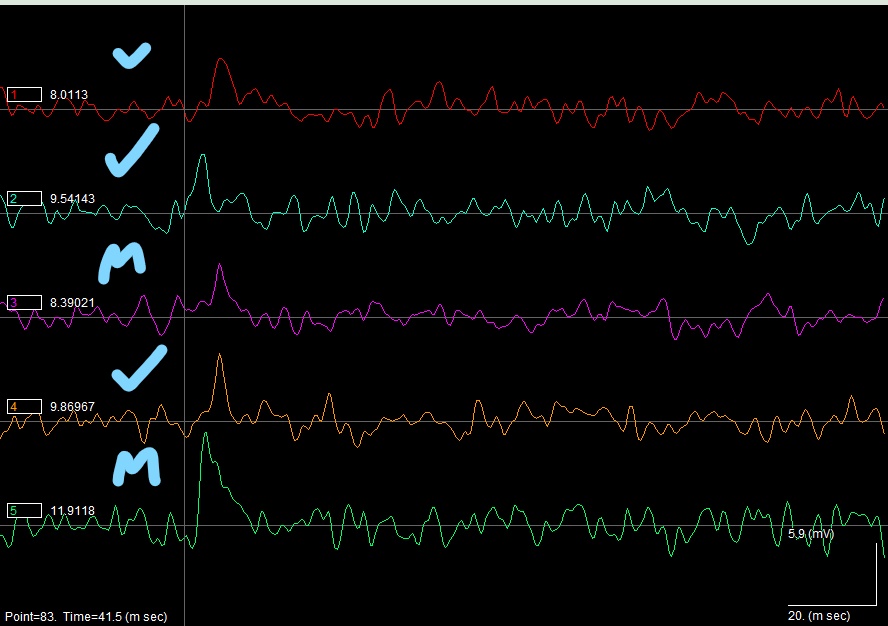 1 8.0113
2 9.54143
M
3 8.39021
4 9.86967
M
5 11.9118
5.9 (mV)
20. (m sec)
Point=83. Time=41.5 (m sec)